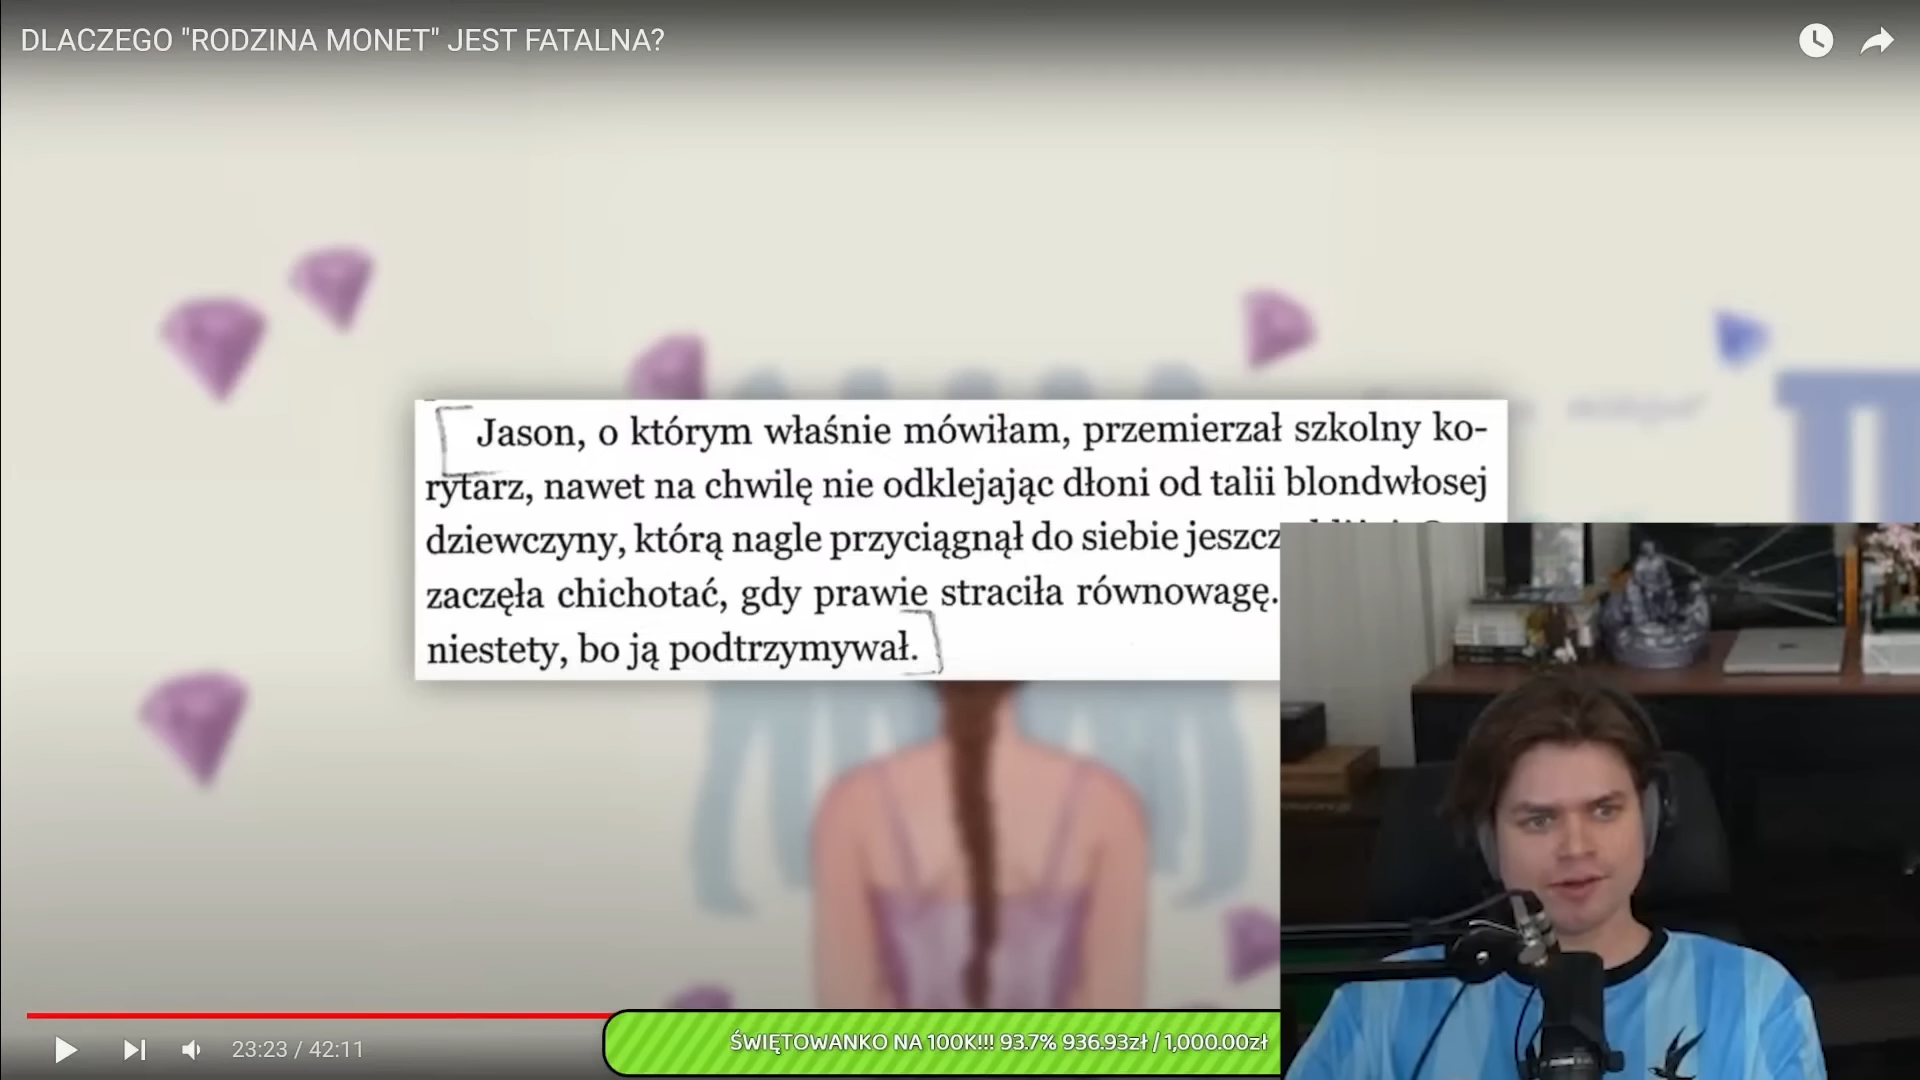 DLACZEGO "RODZINA MONET" JEST FATALNA?
Jason, o którym właśnie mówiłam, przemierzał szkolny ko-
rytarz, nawet na chwilę nie odklejając dłoni od talii blondwłosej
dziewczyny, którą nagle przyciągnął do siebie
zaczęła chichotać, gdy prawie straciła równowagę.
niestety, bo ją podtrzymywał.
23:23 / 42:11
ŚWIĘTOWANKO NA 100K!!! 93.7% 936.93zł / 1,000.00zł